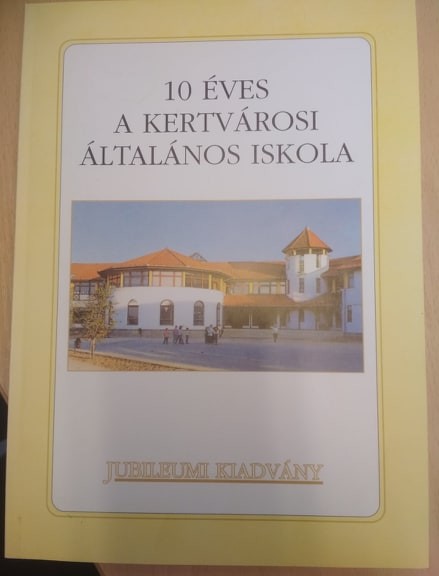 10 ÉVES
A KERTVÁROSI
ÁLTALÁNOS ISKOLA
JUBILEUMI KIADVÁNY